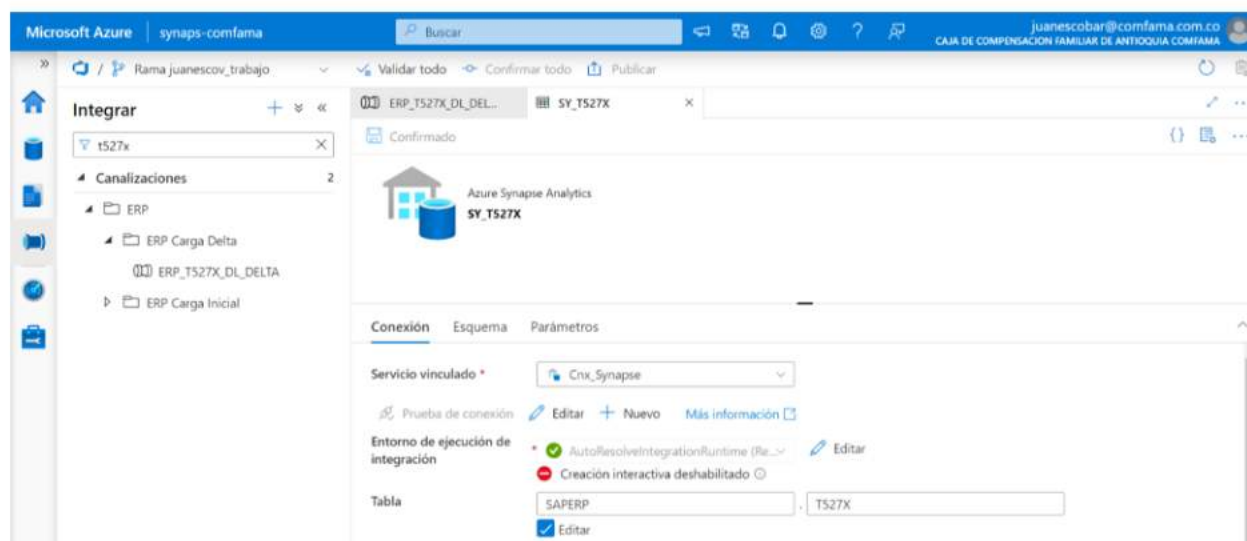 Microsoft Azure synaps-comfama Buscar juanescobar@comfama.com.co
CAJA DE COMPENSACION FAMILIAR DE ANTIOQUIA COMFAMA
/ Rama juanescov_trabajo Validar todo Confirmar todo Publicar
Integrar
ERP_T527X_DL_DEL... SY_T527X
t527x
Confirmado
Canalizaciones 2
Azure Synapse Analytics
SY_T527X
ERP
ERP Carga Delta
ERP_T527X_DL_DELTA
ERP Carga Inicial
Conexión Esquema Parámetros
Servicio vinculado * Cnx_Synapse
Prueba de conexión Editar Nuevo Más información
Entorno de ejecución de integración * AutoResolveIntegrationRuntime (Re... Editar
Creación interactiva deshabilitado
Tabla SAPERP . T527X
Editar